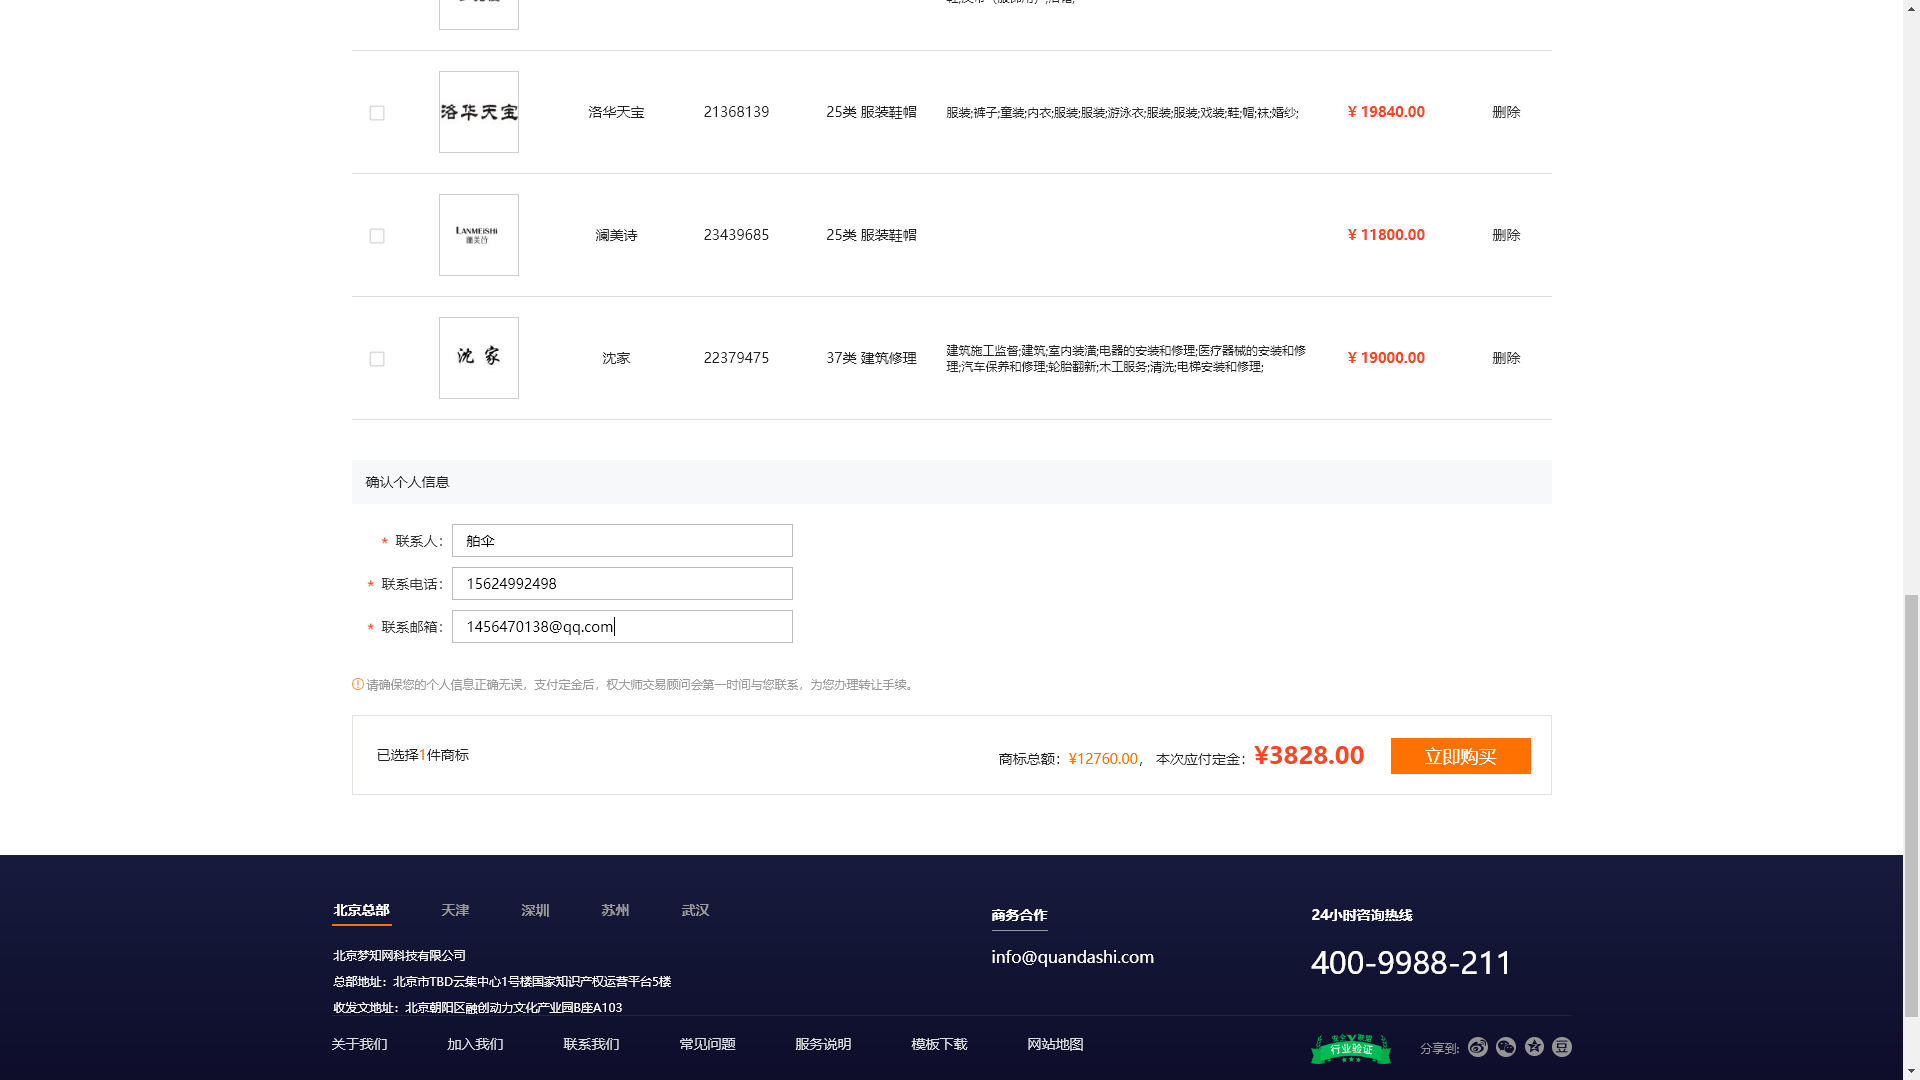 洛华天宝
洛华天宝
21368139
25类 服装鞋帽
服装;裤子;童装;内衣;服装;服装;游泳衣;服装;服装;戏装;鞋;帽;袜;婚纱;
¥ 19840.00
删除
LANMEISHI
澜美诗
澜美诗
23439685
25类 服装鞋帽
¥ 11800.00
删除
沈 家
沈家
22379475
37类 建筑修理
建筑施工监督;建筑;室内装潢;电器的安装和修理;医疗器械的安装和修
理;汽车保养和修理;轮胎翻新;木工服务;清洗;电梯安装和修理;
¥ 19000.00
删除
确认个人信息
* 联系人： 舶伞
* 联系电话： 15624992498
* 联系邮箱： 1456470138@qq.com
请确保您的个人信息正确无误，支付定金后，权大师交易顾问会第一时间与您联系，为您办理转让手续。
已选择1件商标
商标总额：¥12760.00， 本次应付定金：¥3828.00
立即购买
北京总部
天津
深圳
苏州
武汉
北京梦知网科技有限公司
总部地址：北京市TBD云集中心1号楼国家知识产权运营平台5楼
收发文地址：北京朝阳区融创动力文化产业园B座A103
商务合作
info@quandashi.com
24小时咨询热线
400-9988-211
关于我们
加入我们
联系我们
常见问题
服务说明
模板下载
网站地图
安全V联盟
行业验证
分享到:
豆